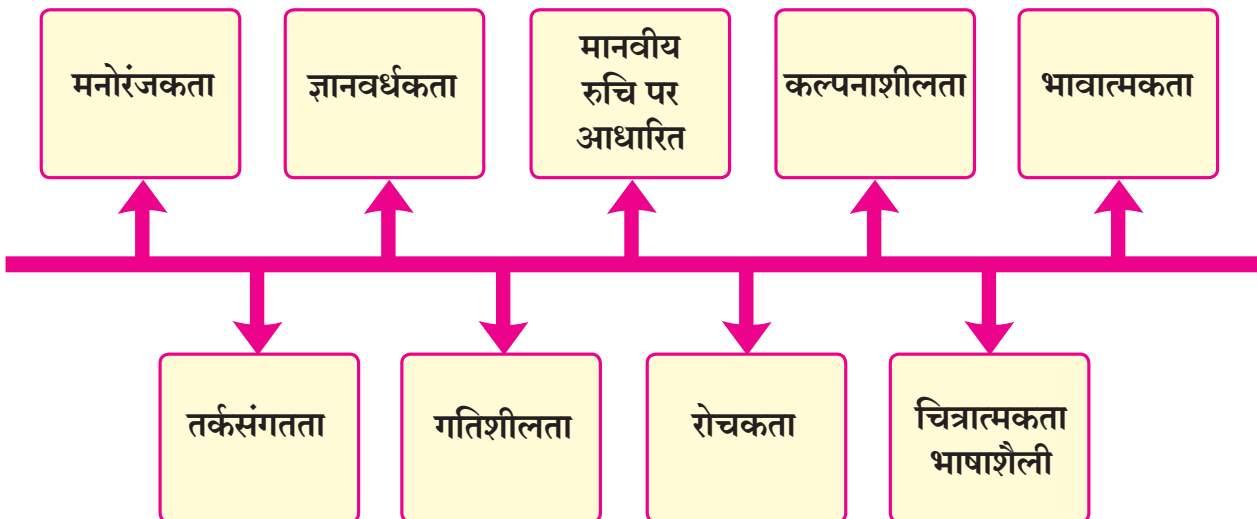 मनोरंजकता
ज्ञानवर्धकता
मानवीय
रुचि पर
आधारित
कल्पनाशीलता
भावात्मकता
तर्कसंगतता
गतिशीलता
रोचकता
चित्रात्मकता
भाषाशैली